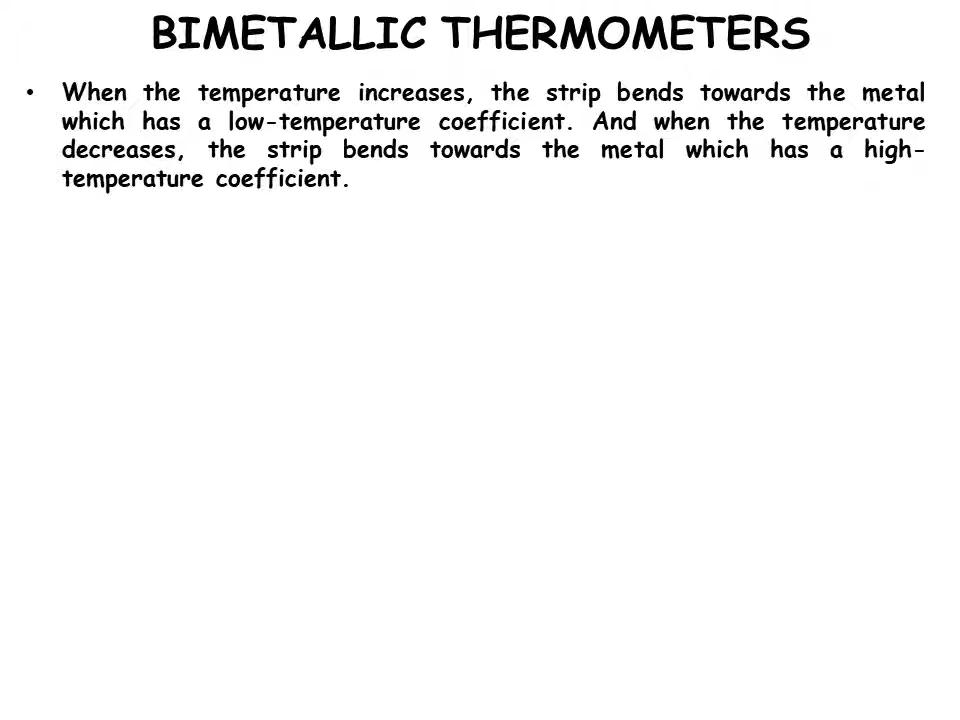 BIMETALLIC THERMOMETERS
• When the temperature increases, the strip bends towards the metal
which has a low-temperature coefficient. And when the temperature
decreases, the strip bends towards the metal which has a high-
temperature coefficient.